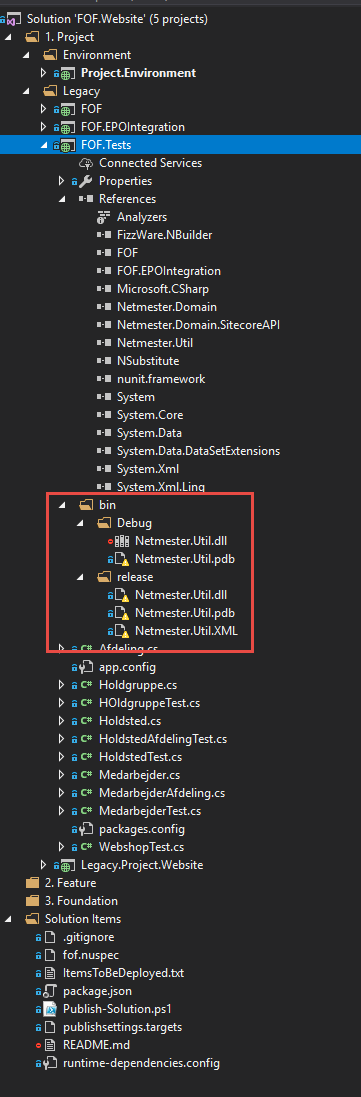 Solution 'FOF.Website' (5 projects)
1. Project
Environment
Project.Environment
Legacy
FOF
FOF.EPOIntegration
FOF.Tests
Connected Services
Properties
References
Analyzers
FizzWare.NBuilder
FOF
FOF.EPOIntegration
Microsoft.CSharp
Netmester.Domain
Netmester.Domain.SitecoreAPI
Netmester.Util
NSubstitute
nunit.framework
System
System.Core
System.Data
System.Data.DataSetExtensions
System.Xml
System.Xml.Linq
bin
Debug
Netmester.Util.dll
Netmester.Util.pdb
release
Netmester.Util.dll
Netmester.Util.pdb
Netmester.Util.XML
C# Afdeling.cs
app.config
C# Holdgruppe.cs
C# HOldgruppeTest.cs
C# Holdsted.cs
C# HoldstedAfdelingTest.cs
C# HoldstedTest.cs
C# Medarbejder.cs
C# MedarbejderAfdeling.cs
C# MedarbejderTest.cs
packages.config
C# WebshopTest.cs
Legacy.Project.Website
2. Feature
3. Foundation
Solution Items
.gitignore
fof.nuspec
ItemsToBeDeployed.txt
package.json
Publish-Solution.ps1
publishsettings.targets
README.md
runtime-dependencies.config